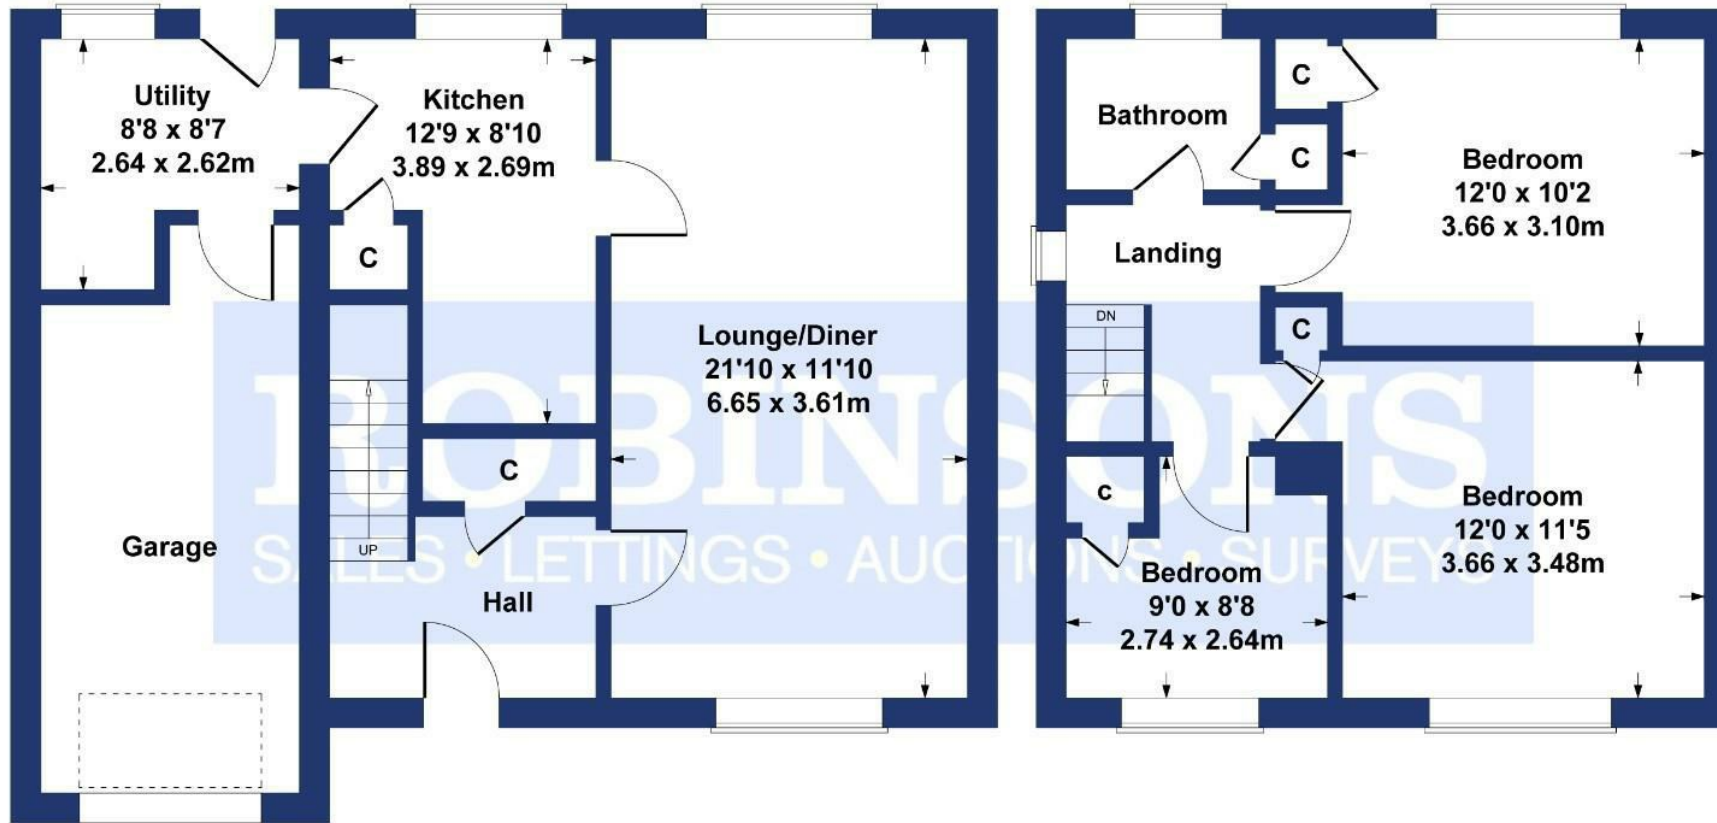 Utility
8'8 x 8'7
2.64 x 2.62m
Kitchen
12'9 x 8'10
3.89 x 2.69m
C
Lounge/Diner
21'10 x 11'10
6.65 x 3.61m
C
UP
Garage
Hall
Bathroom
C
C
Bedroom
12'0 x 10'2
3.66 x 3.10m
Landing
DN
C
c
Bedroom
9'0 x 8'8
2.74 x 2.64m
Bedroom
12'0 x 11'5
3.66 x 3.48m
ROBINSONS
SALES • LETTINGS • AUCTIONS • SURVEYS